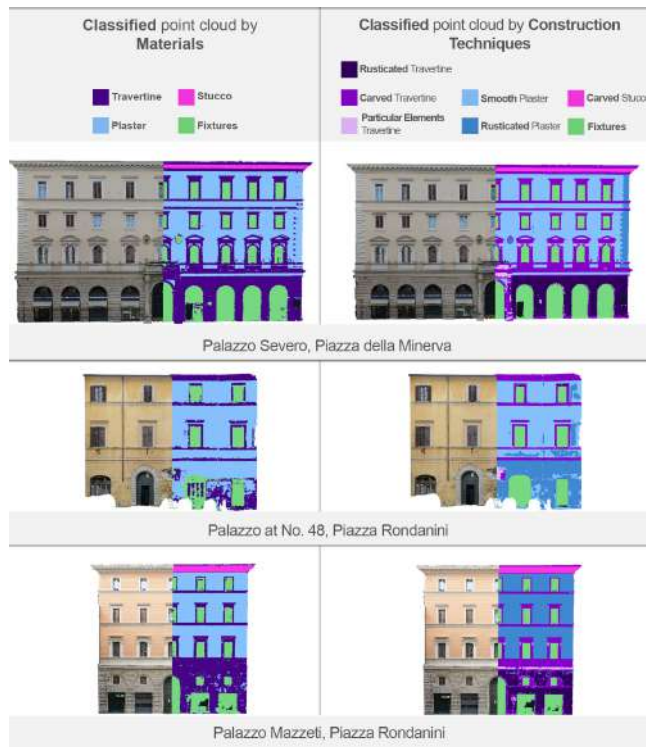 Classified point cloud by
Materials
Travertine
Stucco
Plaster
Fixtures
Classified point cloud by Construction
Techniques
Rusticated Travertine
Carved Travertine
Smooth Plaster
Carved Stucco
Particular Elements
Travertine
Rusticated Plaster
Fixtures
Palazzo Severo, Piazza della Minerva
Palazzo at No. 48, Piazza Rondanini
Palazzo Mazzeti, Piazza Rondanini